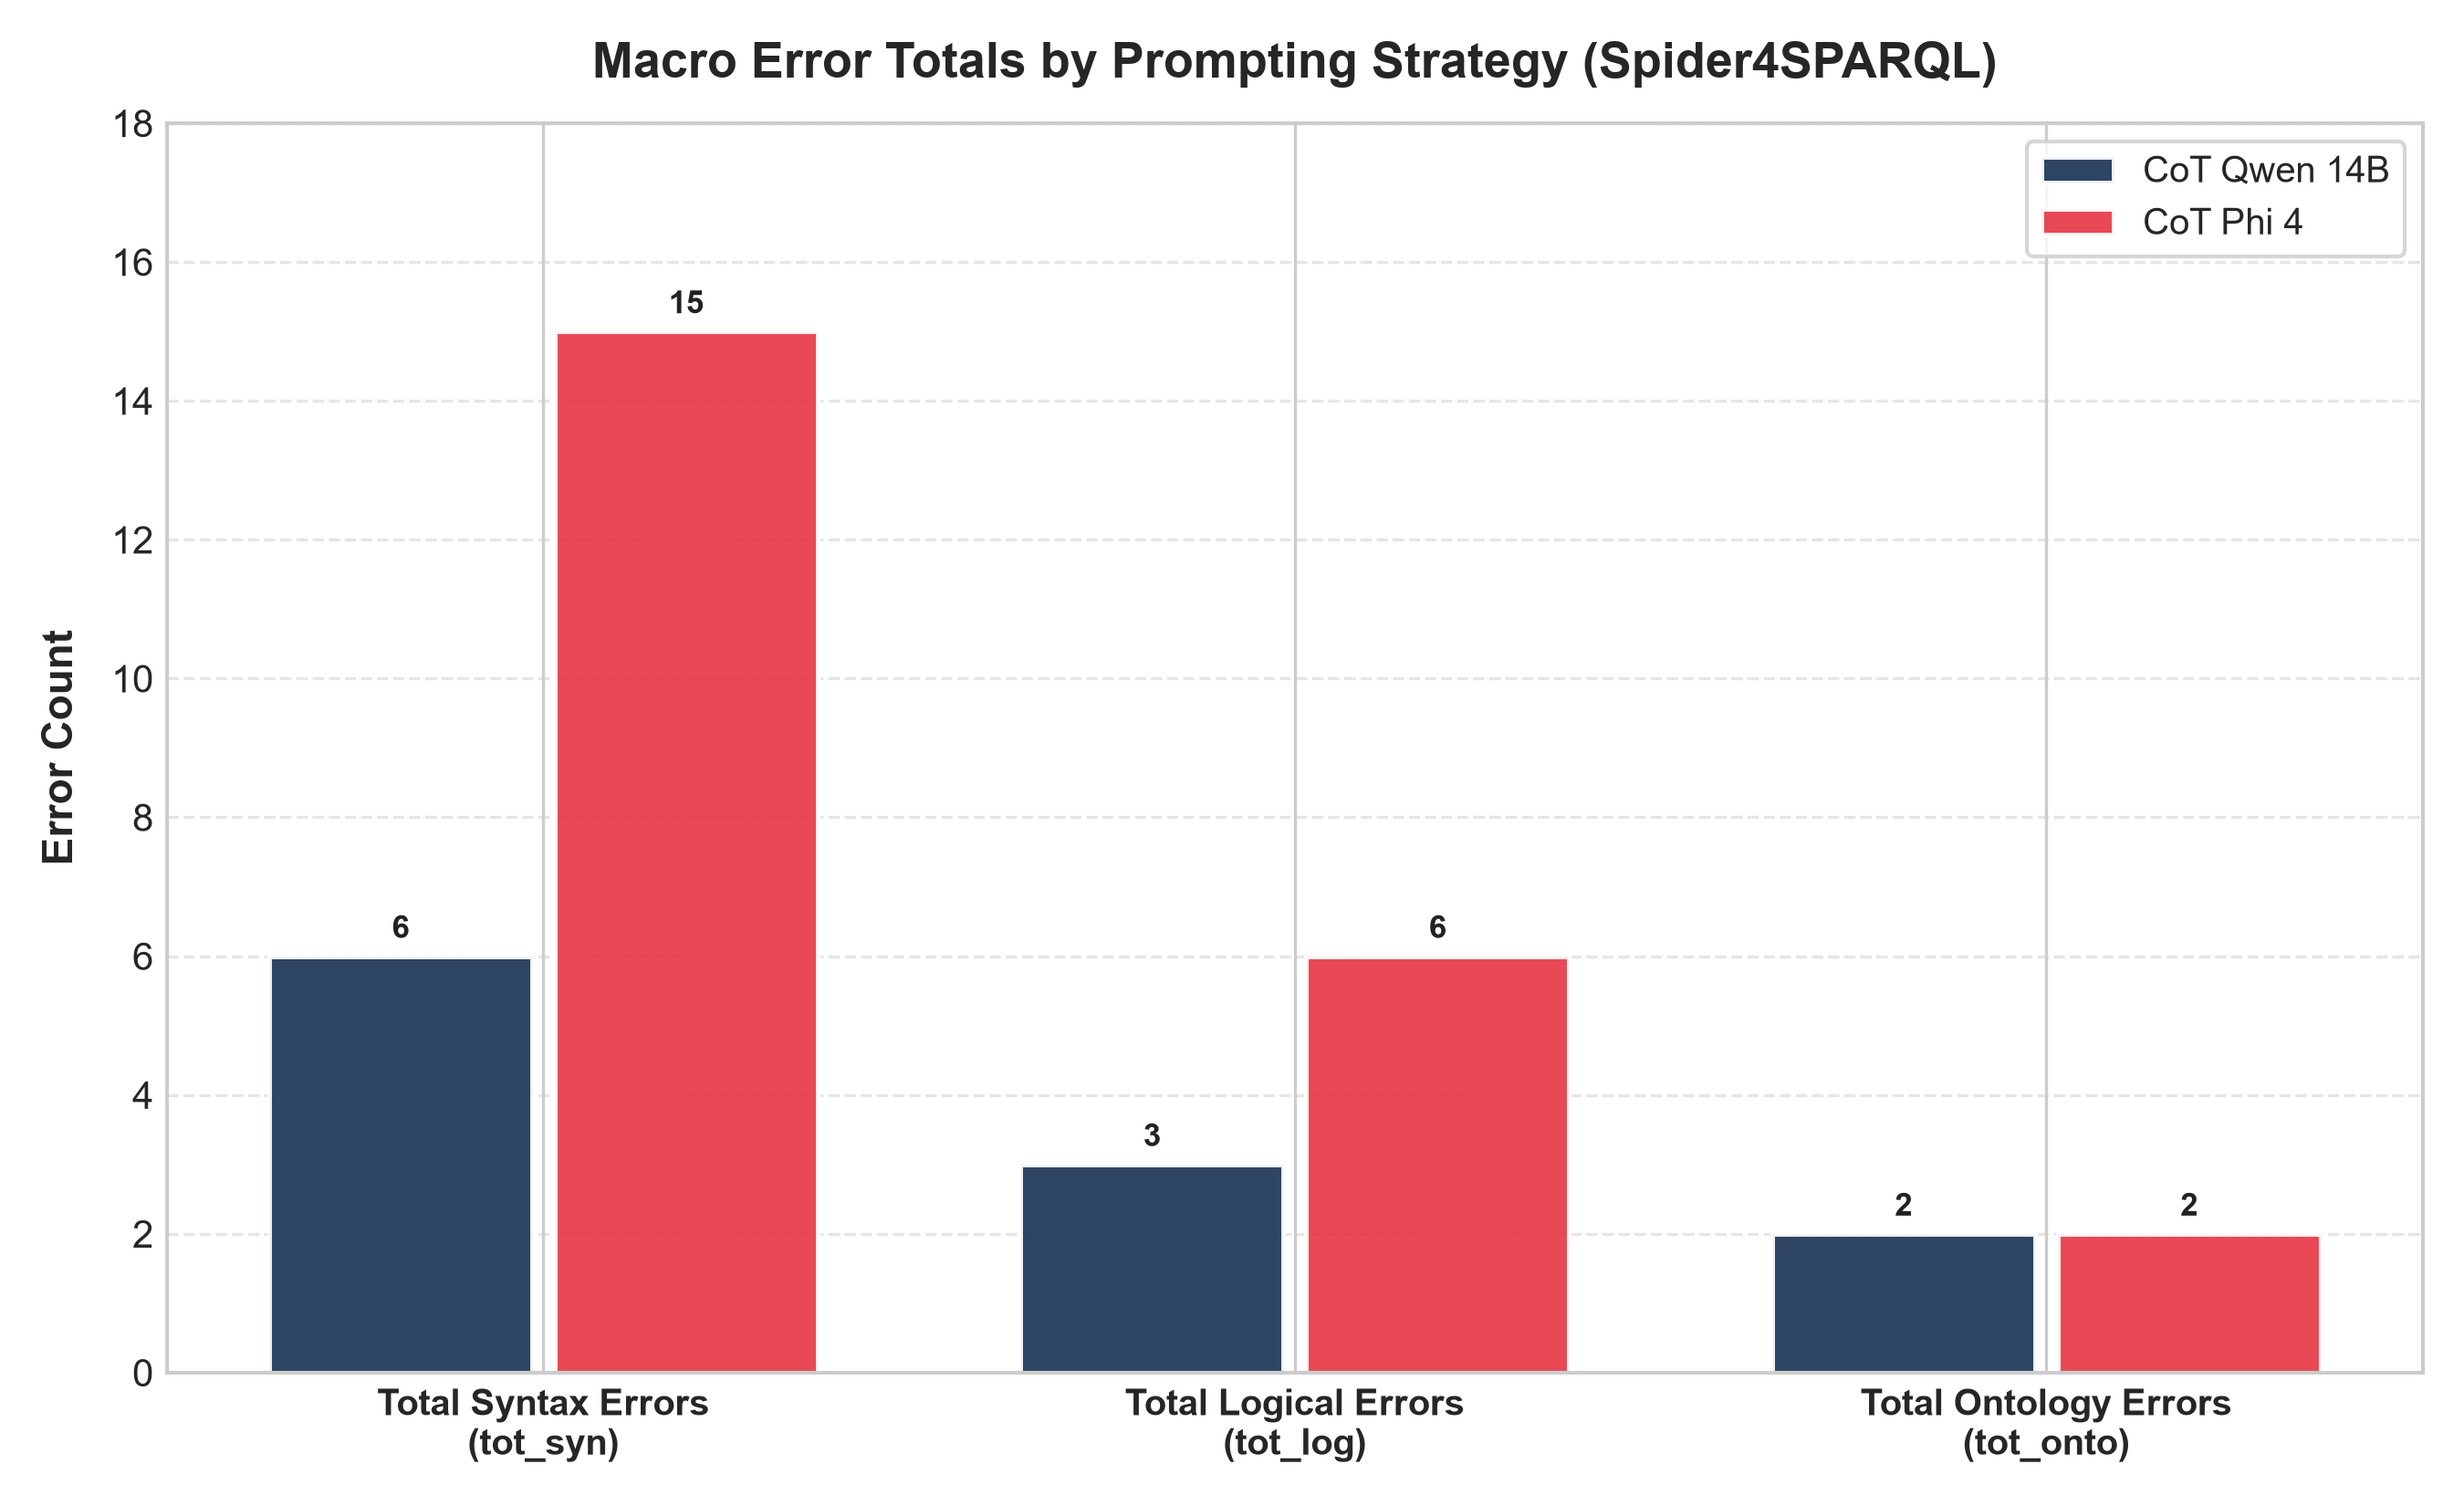 Macro Error Totals by Prompting Strategy (Spider4SPARQL)
CoT Qwen 14B
CoT Phi 4
Error Count
18
16
14
12
10
8
6
4
2
0
6
15
3
6
2
2
Total Syntax Errors
(tot_syn)
Total Logical Errors
(tot_log)
Total Ontology Errors
(tot_onto)